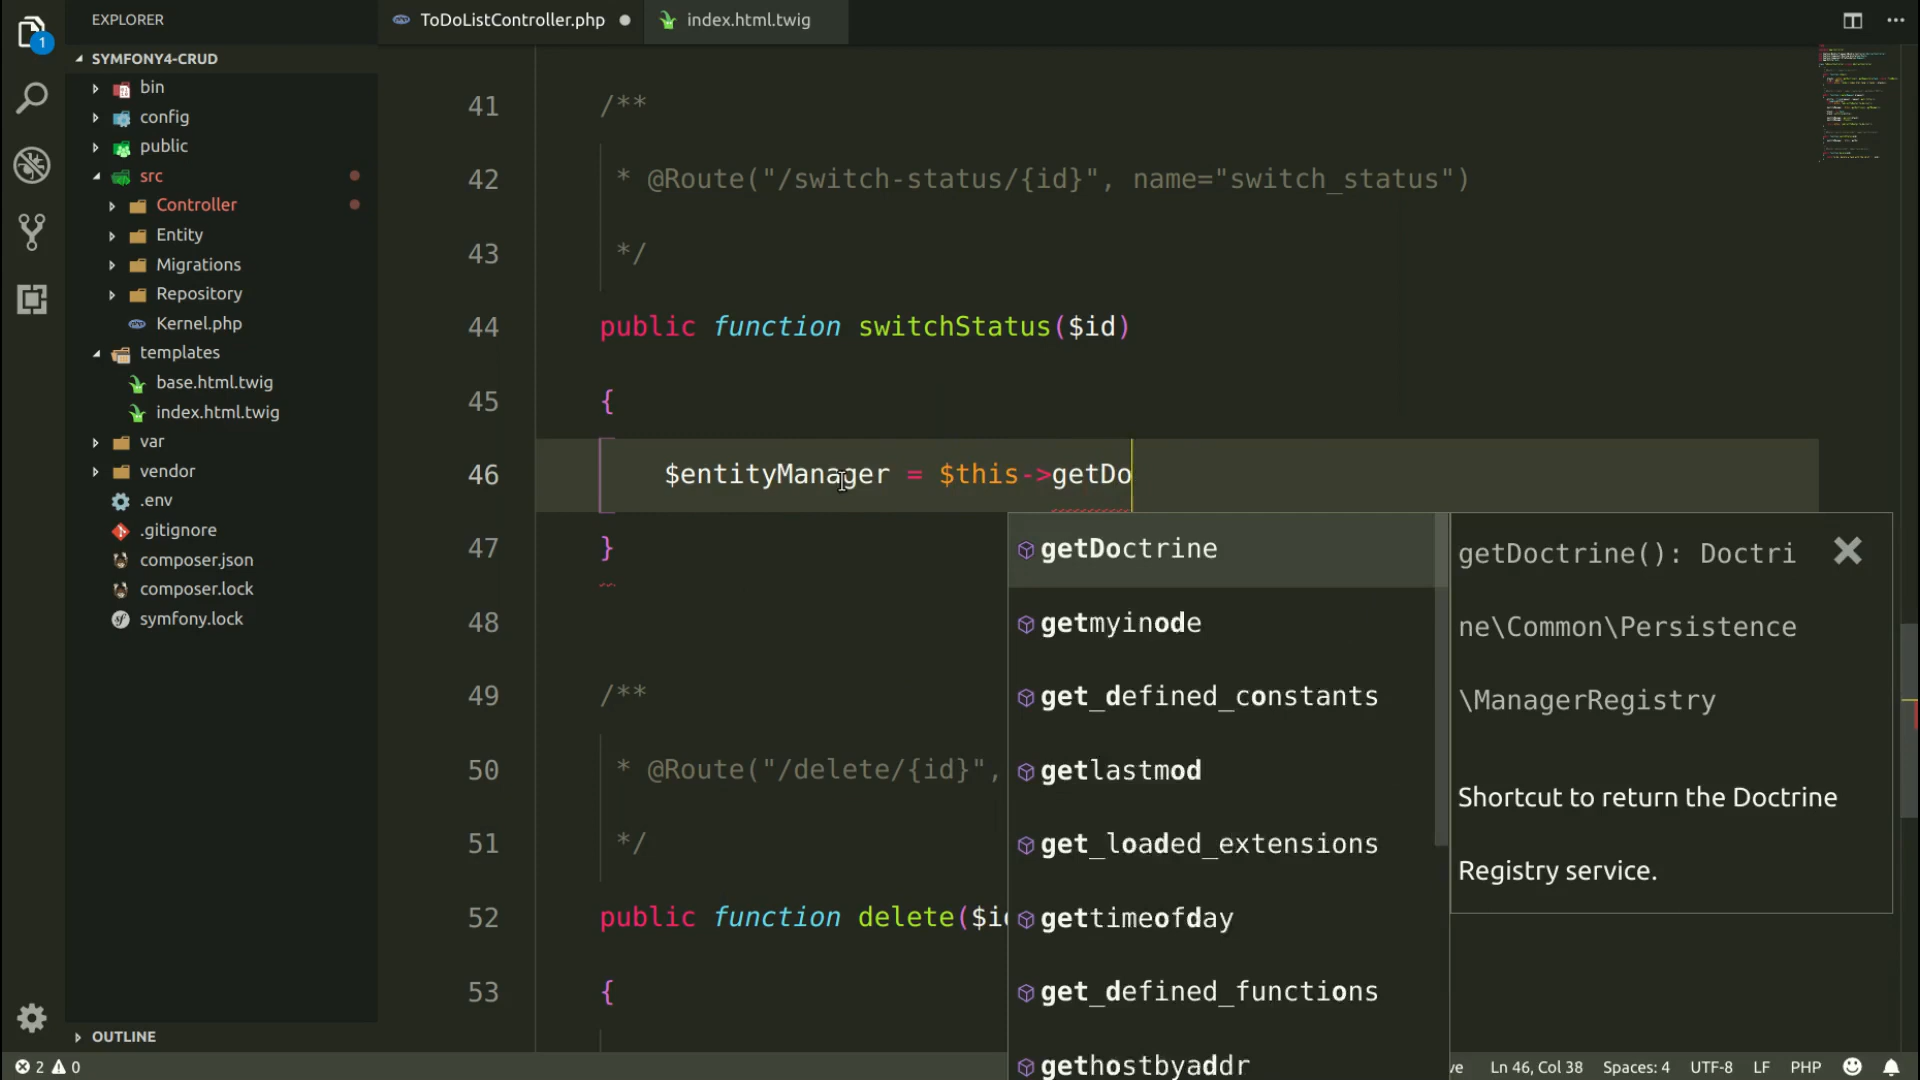 EXPLORER
ToDoListController.php
index.html.twig
1
SYMFONY4-CRUD
bin
config
public
src
Controller
Entity
Migrations
Repository
Kernel.php
templates
base.html.twig
index.html.twig
var
vendor
.env
.gitignore
composer.json
composer.lock
symfony.lock
OUTLINE
41 /**
42 * @Route("/switch-status/{id}", name="switch_status")
43 */
44 public function switchStatus($id)
45 {
46 $entityManager = $this->getDo
47 }
48
49 /**
50 * @Route("/delete/{id}",
51 */
52 public function delete($i
53 {
getDoctrine
getmyinode
get_defined_constants
getlastmod
get_loaded_extensions
gettimeofday
get_defined_functions
gethostbyaddr
getDoctrine(): Doctri
ne\Common\Persistence
\ManagerRegistry
Shortcut to return the Doctrine
Registry service.
2 0
ve Ln 46, Col 38 Spaces: 4 UTF-8 LF PHP